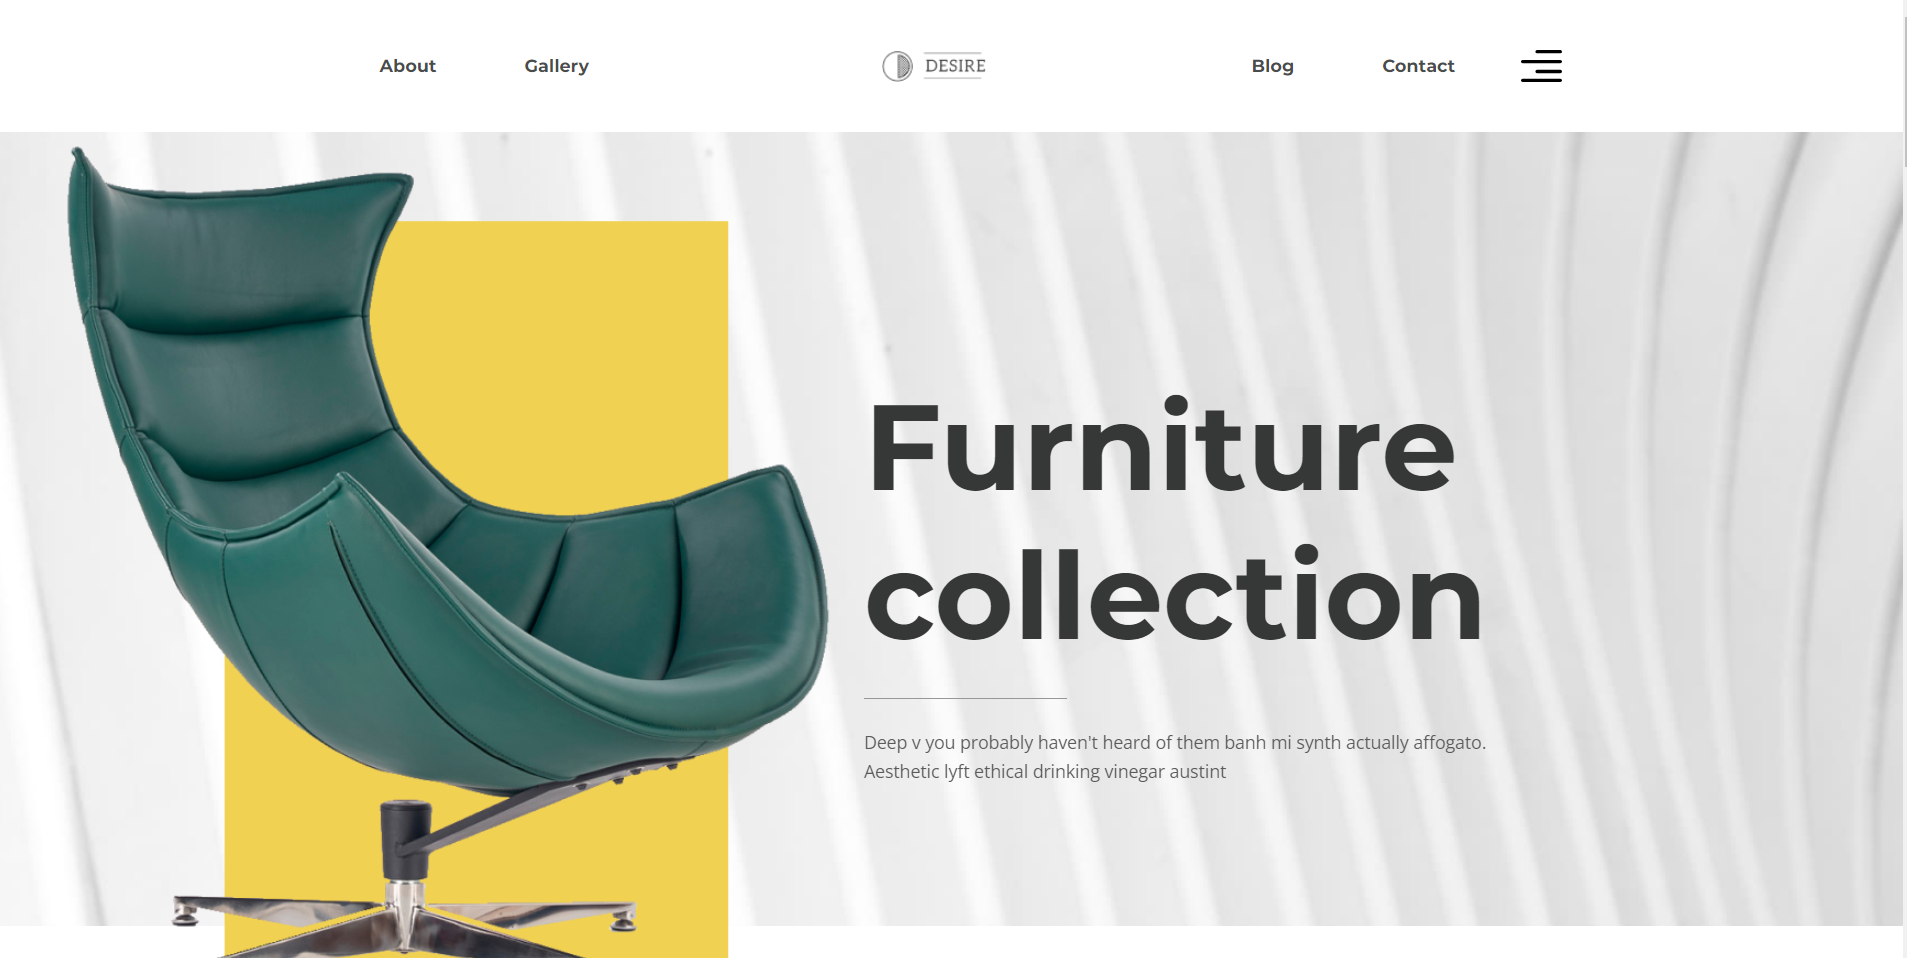 About
Gallery
DESIRE
Blog
Contact
Furniture
collection
Deep v you probably haven't heard of them banh mi synth actually affogato.
Aesthetic lyft ethical drinking vinegar austint